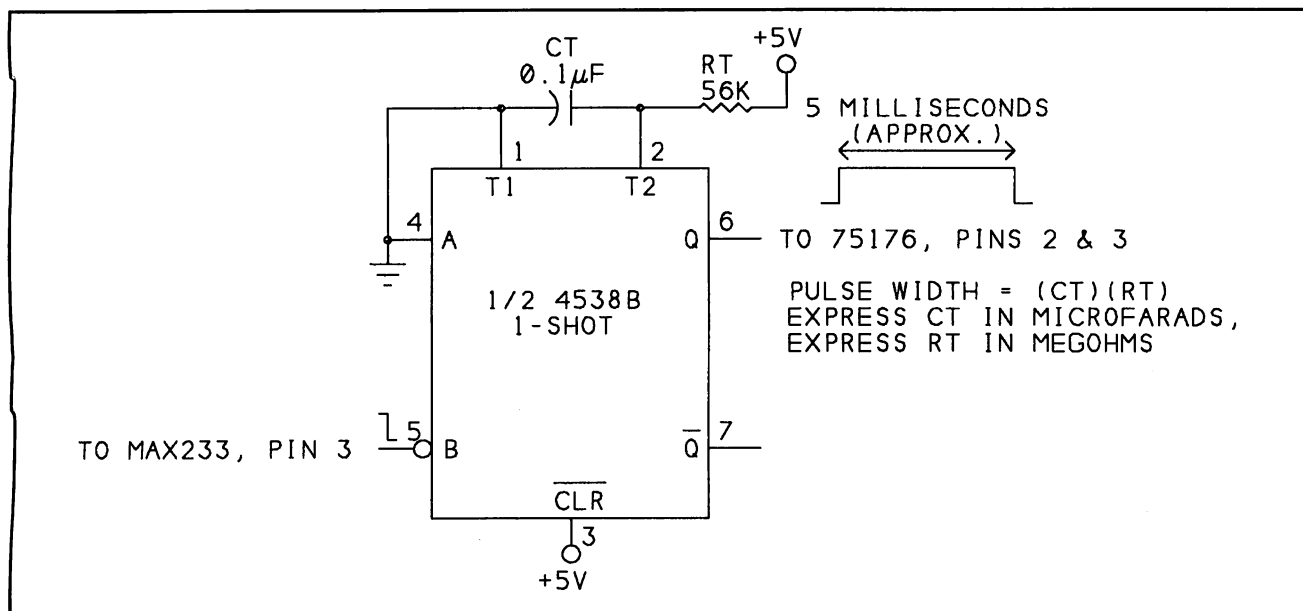 +5V
CT
0.1µF
RT
56K
5 MILLISECONDS
(APPROX.)
1
2
T1
T2
4
A
Q
6
TO 75176, PINS 2 & 3
1/2 4538B
1-SHOT
PULSE WIDTH = (CT)(RT)
EXPRESS CT IN MICROFARADS,
EXPRESS RT IN MEGOHMS
TO MAX233, PIN 3
5
B
Q̅
7
C̅L̅R̅
3
+5V